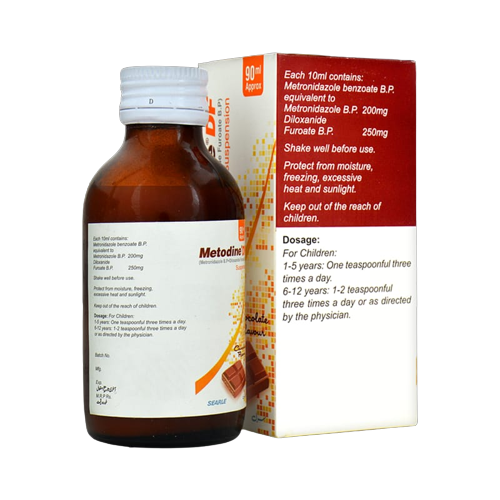 D
90ml
Approx
DF
e Furoate B.P)
uspension
Each 10ml contains:
Metronidazole benzoate B.P.
equivalent to
Metronidazole B.P. 200mg
Diloxanide
Furoate B.P. 250mg
Shake well before use.
Protect from moisture,
freezing, excessive
heat and sunlight.
Keep out of the reach of
children.
Dosage:
For Children:
1-5 years: One teaspoonful three
times a day.
6-12 years: 1-2 teaspoonful
three times a day or as directed
by the physician.
Each 10ml contains:
Metronidazole benzoate B.P.
equivalent to
Metronidazole B.P. 200mg
Diloxanide
Furoate B.P. 250mg
Shake well before use.
Protect from moisture, freezing,
excessive heat and sunlight.
Keep out of the reach of children.
Dosage: For Children:
1-5 years: One teaspoonful three times a day
6-12 years: 1-2 teaspoonful three times a day
or as directed by the physician.
Batch No.
Mfg.
Exp.
M.R.P Rs.
Metodine
SEARLE